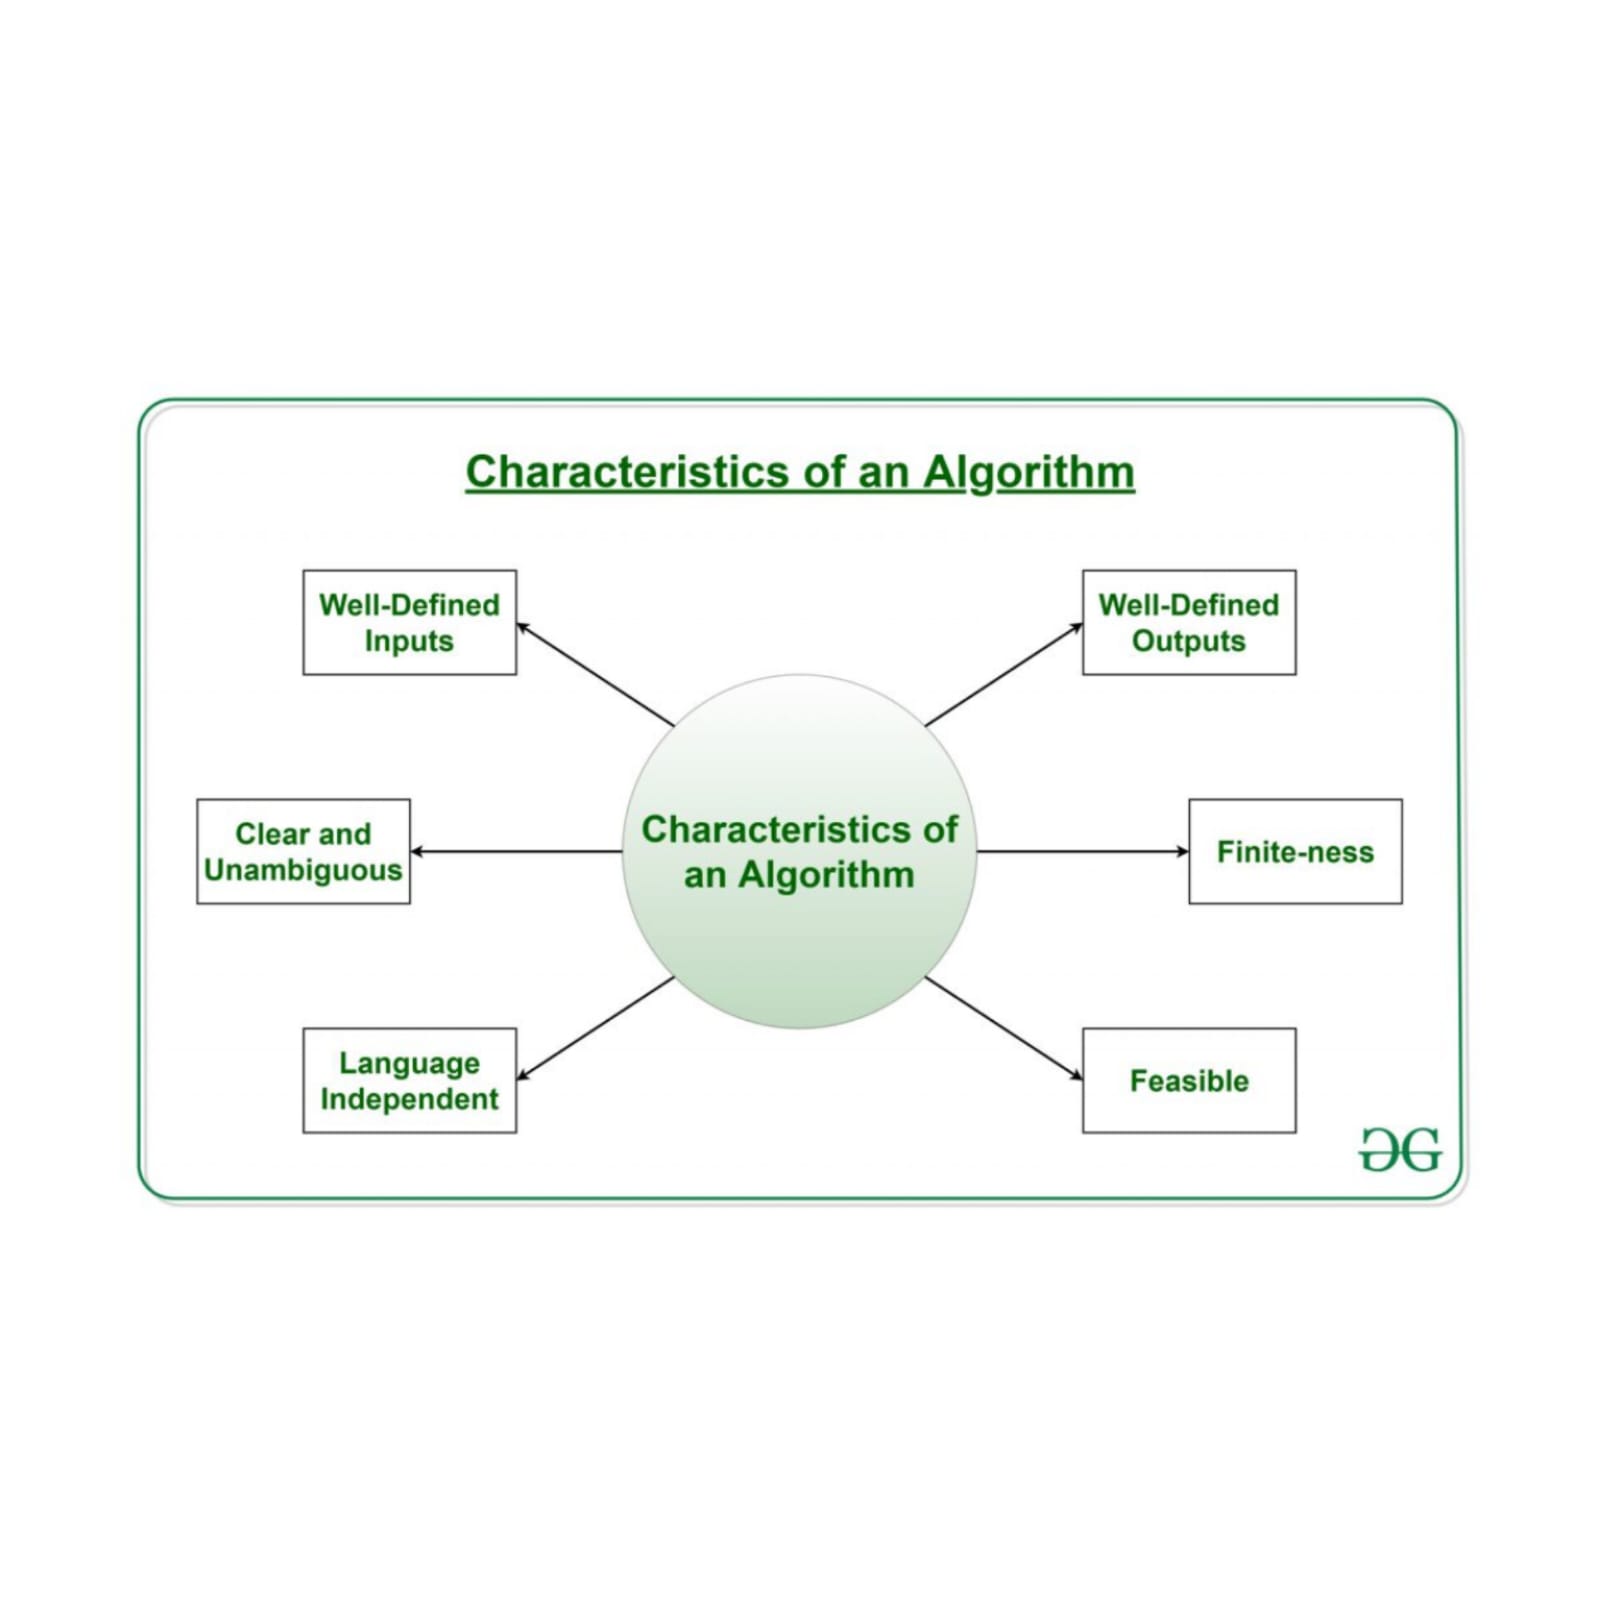 Characteristics of an Algorithm
Well-Defined
Inputs
Well-Defined
Outputs
Clear and
Unambiguous
Characteristics of
an Algorithm
Finite-ness
Language
Independent
Feasible